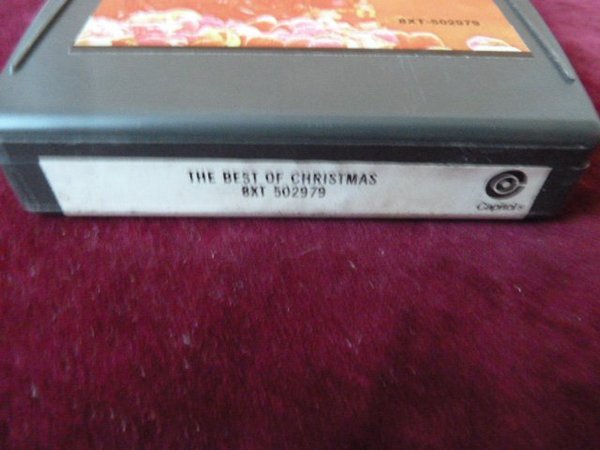 8XT-502979
THE BEST OF CHRISTMAS
8XT 502979
Capitol